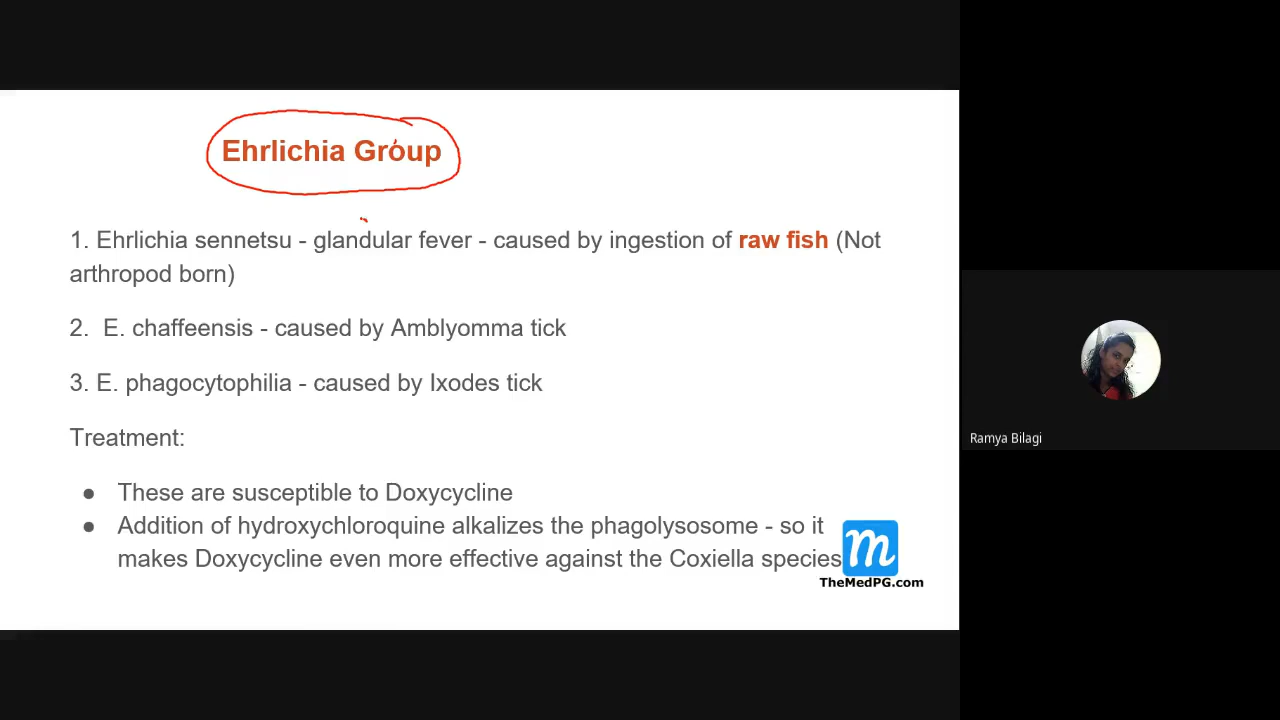 Ehrlichia Group
1. Ehrlichia sennetsu - glandular fever - caused by ingestion of raw fish (Not
arthropod born)
2. E. chaffeensis - caused by Amblyomma tick
3. E. phagocytophilia - caused by Ixodes tick
Treatment:
● These are susceptible to Doxycycline
● Addition of hydroxychloroquine alkalizes the phagolysosome - so it
makes Doxycycline even more effective against the Coxiella species
m
TheMedPG.com
Ramya Bilagi